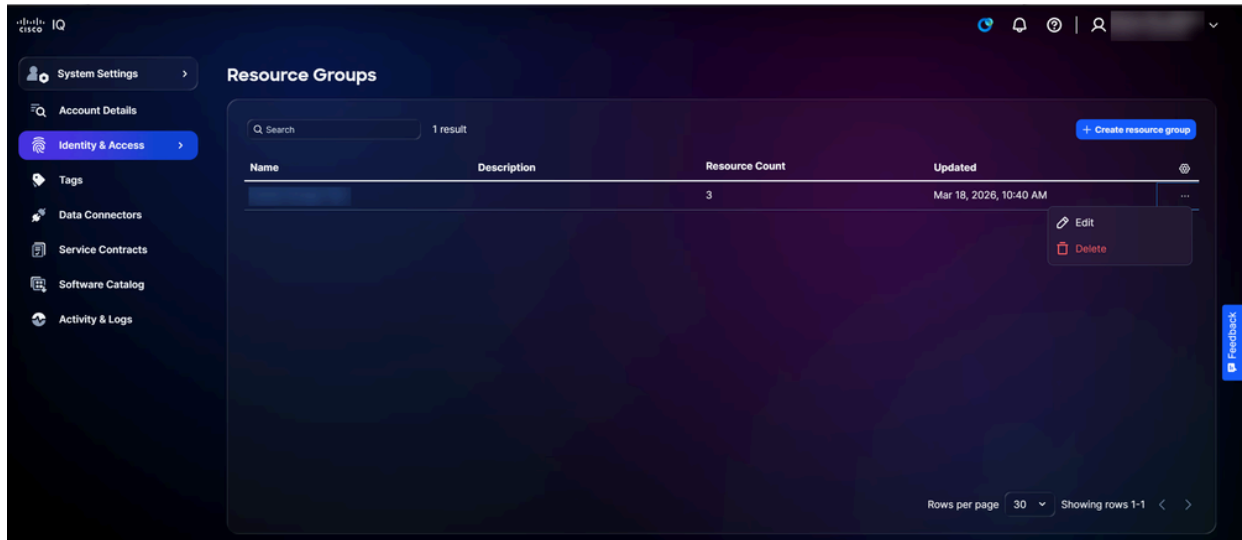 cisco IQ
System Settings
Account Details
Identity & Access
Tags
Data Connectors
Service Contracts
Software Catalog
Activity & Logs
Resource Groups
Search
1 result
+ Create resource group
Name Description Resource Count Updated
3 Mar 18, 2026, 10:40 AM ...
Edit
Delete
Feedback
Rows per page 30 Showing rows 1-1